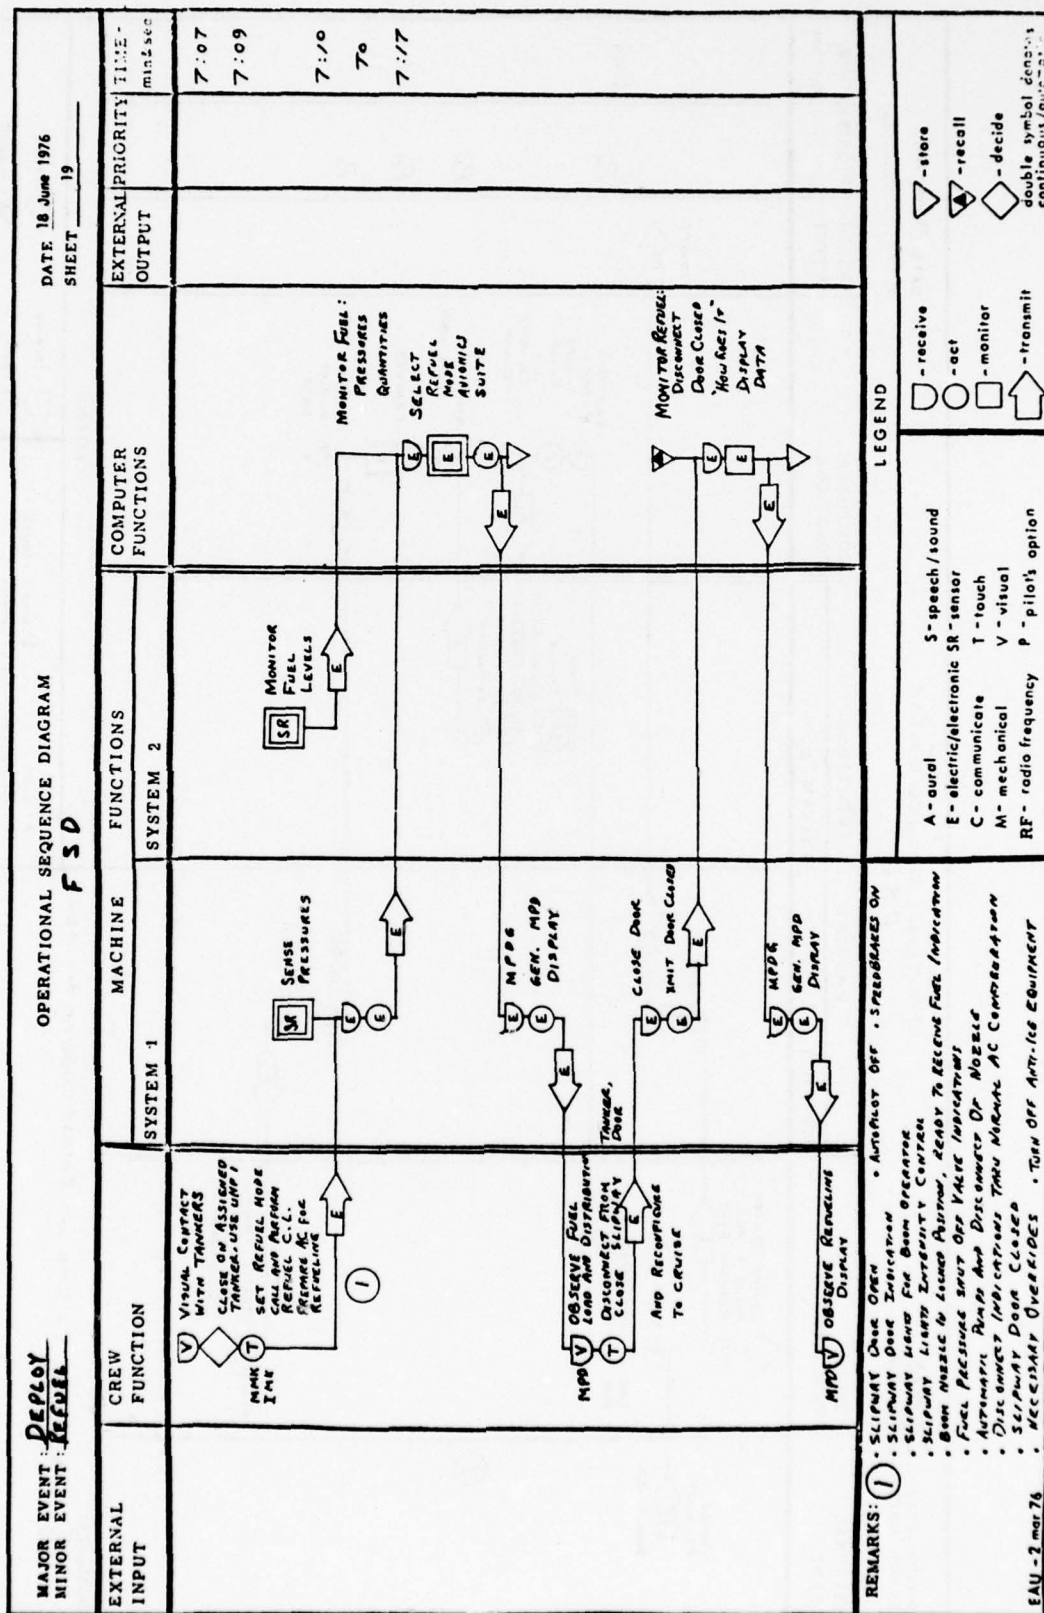 MAJOR EVENT: DEPLOY
MINOR EVENT: REFUEL
OPERATIONAL SEQUENCE DIAGRAM
FSD
DATE 18 June 1976
SHEET 19
EXTERNAL INPUT
CREW FUNCTION
MACHINE FUNCTIONS
SYSTEM 1
SYSTEM 2
COMPUTER FUNCTIONS
EXTERNAL OUTPUT
PRIORITY
TIME-
min & sec
V
VISUAL CONTACT
WITH TANKERS
CLOSE ON ASSIGNED
T
MMK
SET REFUEL MODE
CALL AND PERFORM
REFUEL C.L.
PREPARE AC FOR
REFUELING
E
1
SR
SENSE
PRESSURES
E
E
E
SR
MONITOR
FUEL
LEVELS
E
MONITOR FUEL:
PRESSURES
QUANTITIES
E
E
E
SELECT
REFUEL
MODE
AVIONICS
SUITE
E
7:07
7:09
7:10
TO
7:17
E
E
MPDG
GEN. MPD
DISPLAY
E
MPD V
OBSERVE FUEL
LOAD AND DISTRIBUTION
T
DISCONNECT FROM TANKER,
CLOSE SLIPWAY DOOR
AND RECONFIGURE
TO CRUISE
E
E
E
CLOSE DOOR
XMIT DOOR CLOSED
E
MONITOR REFUEL:
DISCONNECT
DOOR CLOSED
"HOW GOES IT"
DISPLAY
DATA
E
E
E
E
E
MPDG
GEN. MPD
DISPLAY
E
MPD V
OBSERVE REFUELING
DISPLAY
REMARKS: 1
• SLIPWAY DOOR OPEN • AUTOPILOT OFF • SPEEDBRAKES ON
• SLIPWAY DOOR INDICATION
• SLIPWAY LIGHTS FOR BOOM OPERATOR
• SLIPWAY LIGHTS INTENSITY CONTROL
• BOOM NOZZLE IN LOCKED POSITION, READY TO RECEIVE FUEL INDICATION
• FUEL PRESSURE SHUT OFF VALVE INDICATIONS
• AUTOMATIC PUMPS AND DISCONNECT OF NOZZLE
• DISCONNECT INDICATIONS THRU NORMAL AC CONFIGURATION
• SLIPWAY DOOR CLOSED
• NECESSARY OVERRIDES • TURN OFF ANTI-ICE EQUIPMENT
LEGEND
A - aural S - speech/sound
E - electric/electronic SR - sensor
C - communicate T - touch
M - mechanical V - visual
RF - radio frequency P - pilot's option
- receive
- act
- monitor
- transmit
- store
- recall
- decide
double symbol denotes
EAU - 2 mar 76